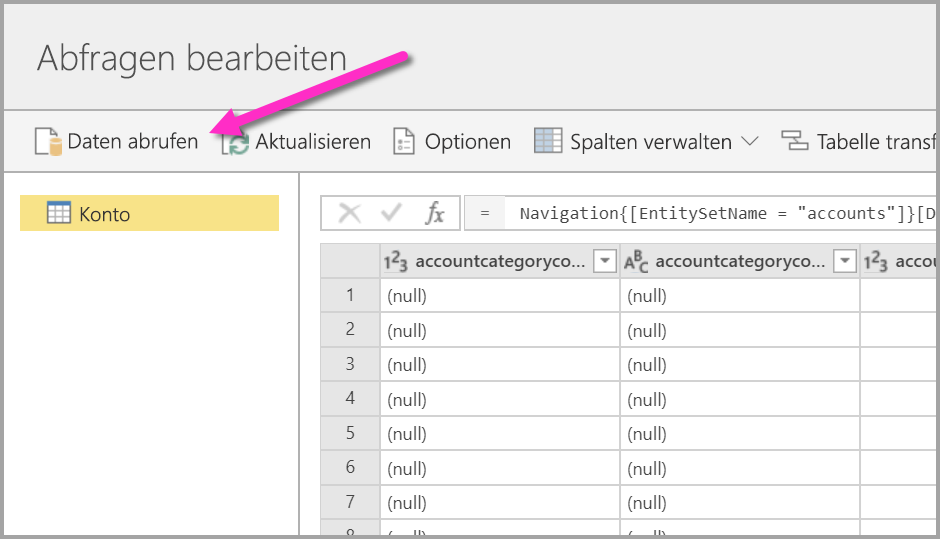 Abfragen bearbeiten
Daten abrufen Aktualisieren Optionen Spalten verwalten Tabelle transf
Konto
fx = Navigation{[EntitySetName = "accounts"]}[D
123 accountcategoryco... ABC accountcategoryco... 123 accou
1 (null) (null)
2 (null) (null)
3 (null) (null)
4 (null) (null)
5 (null) (null)
6 (null) (null)
7 (null) (null)
8 (null) (null)